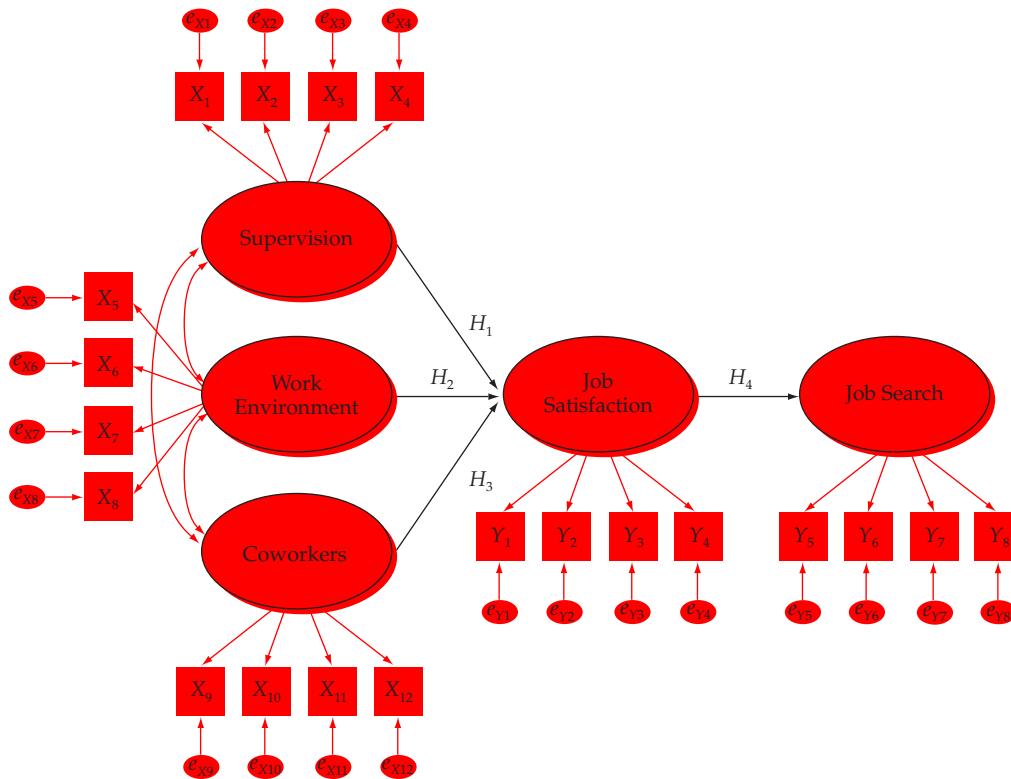 eX1 eX2 eX3 eX4
X1 X2 X3 X4
Supervision
eX5 X5
eX6 X6
eX7 X7
eX8 X8
Work
Environment
Coworkers
H1
H2
H3
Job
Satisfaction
H4
Job Search
Y1 Y2 Y3 Y4
eY1 eY2 eY3 eY4
Y5 Y6 Y7 Y8
eY5 eY6 eY7 eY8
X9 X10 X11 X12
eX9 eX10 eX11 eX12